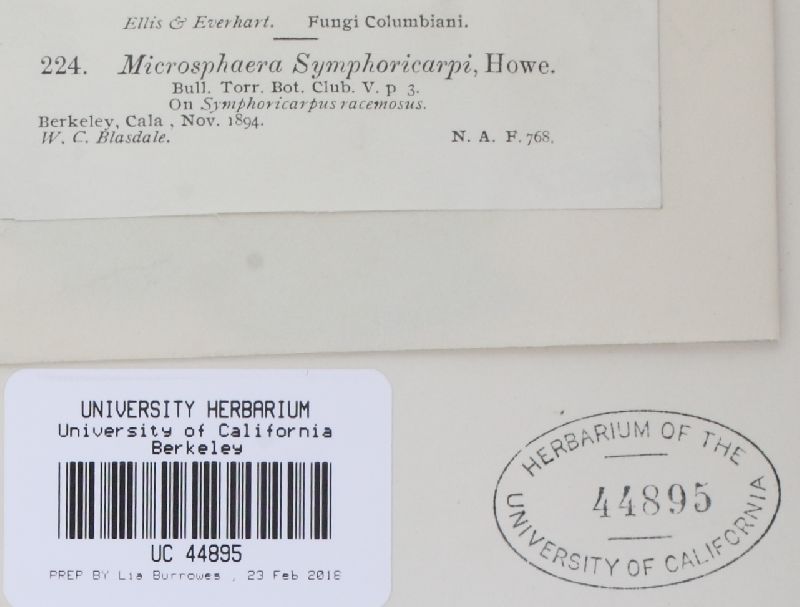 Ellis & Everhart. Fungi Columbiani.
224. Microsphaera Symphoricarpi, Howe.
Bull. Torr. Bot. Club. V. p 3.
On Symphoricarpus racemosus.
Berkeley, Cala , Nov. 1894.
W. C. Blasdale. N. A. F. 768.
UNIVERSITY HERBARIUM
University of California
Berkeley
UC 44895
PREP BY Lia Burrowes , 23 Feb 2018
HERBARIUM OF THE
44895
UNIVERSITY OF CALIFORNIA